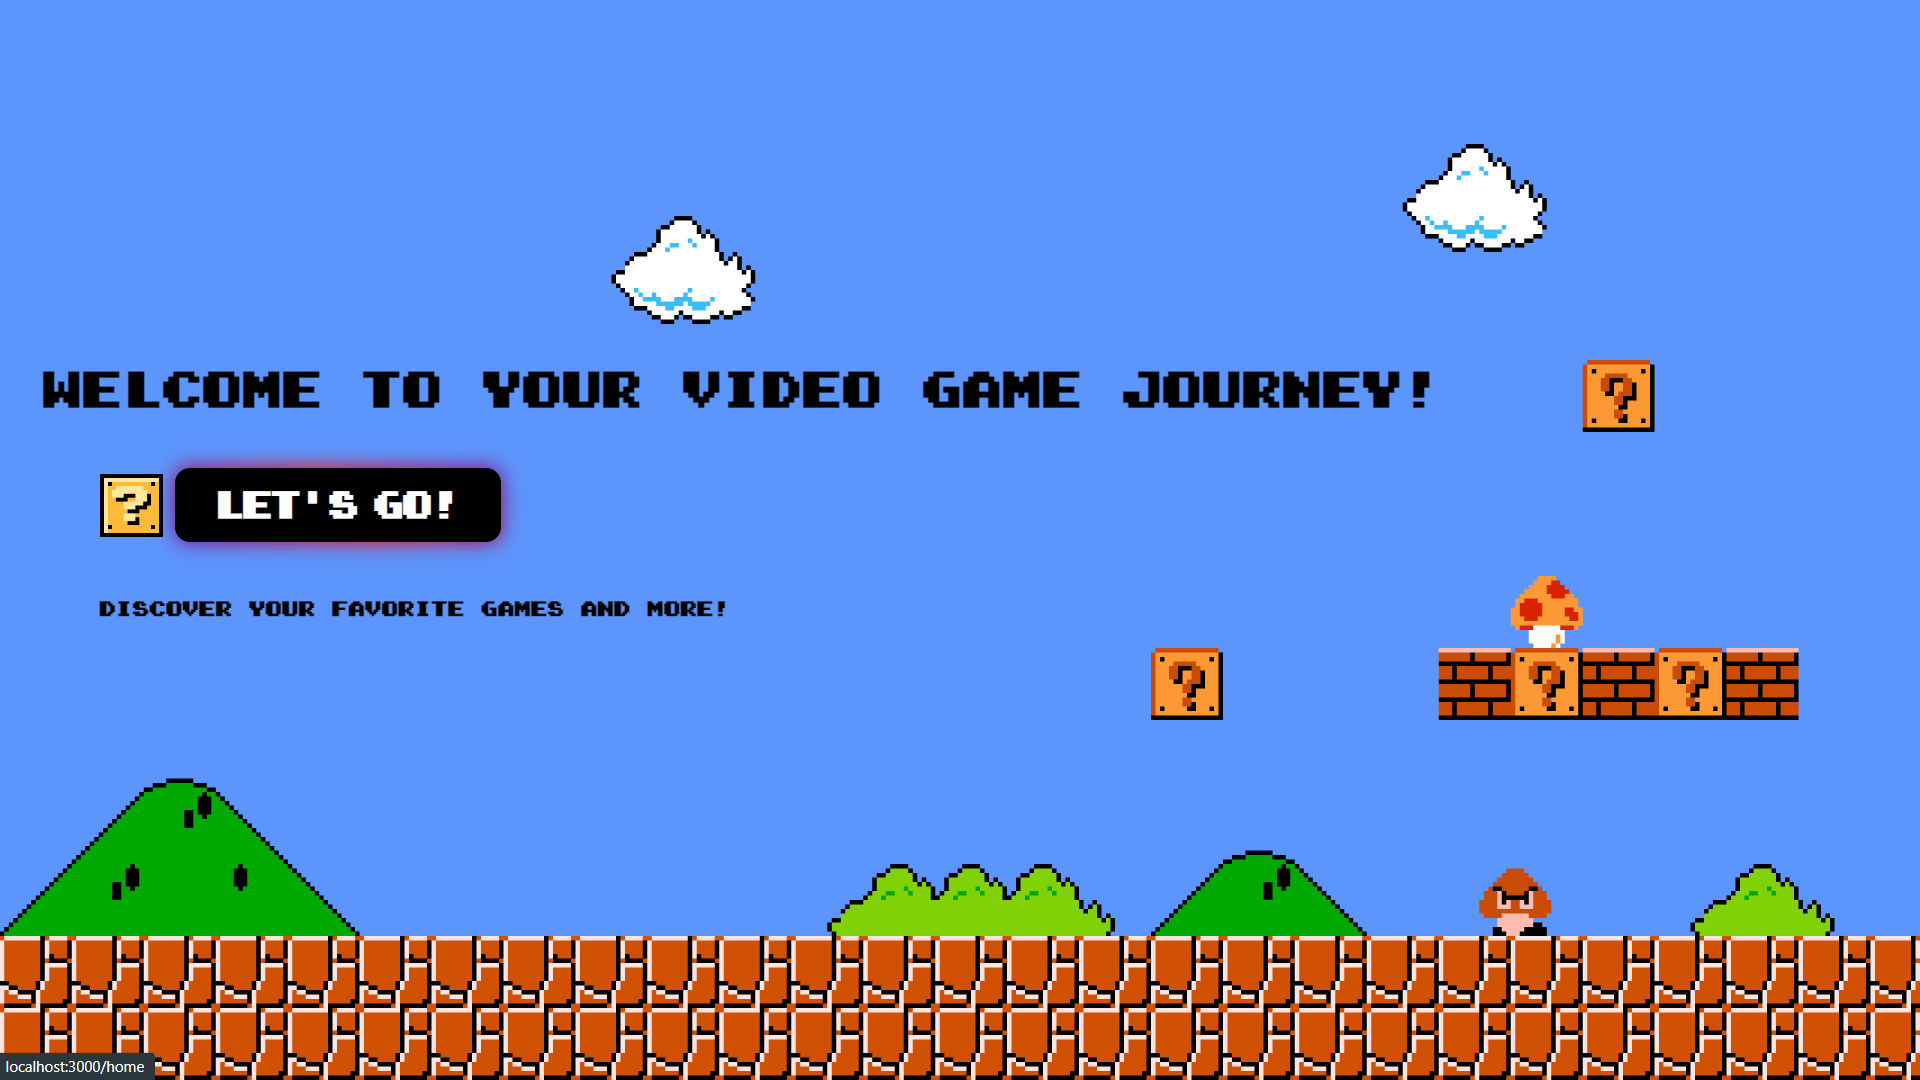 WELCOME TO YOUR VIDEO GAME JOURNEY!
?
? LET'S GO!
DISCOVER YOUR FAVORITE GAMES AND MORE!
? ? ?
localhost:3000/home